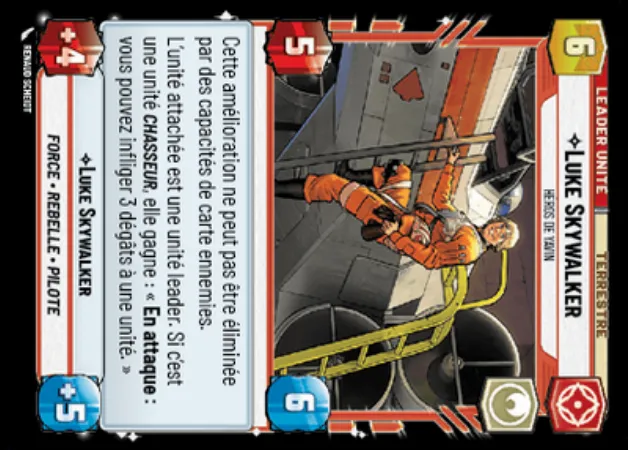 LEADER UNITÉ
TERRESTRE
6
✧LUKE SKYWALKER
HÉROS DE YAVIN
5
6
Cette amélioration ne peut pas être éliminée
par des capacités de carte ennemies.
L'unité attachée est une unité leader. Si c'est
une unité CHASSEUR, elle gagne : « En attaque :
vous pouvez infliger 3 dégâts à une unité. »
+4
✧LUKE SKYWALKER
FORCE • REBELLE • PILOTE
+5
RENAUD SCHEIDT